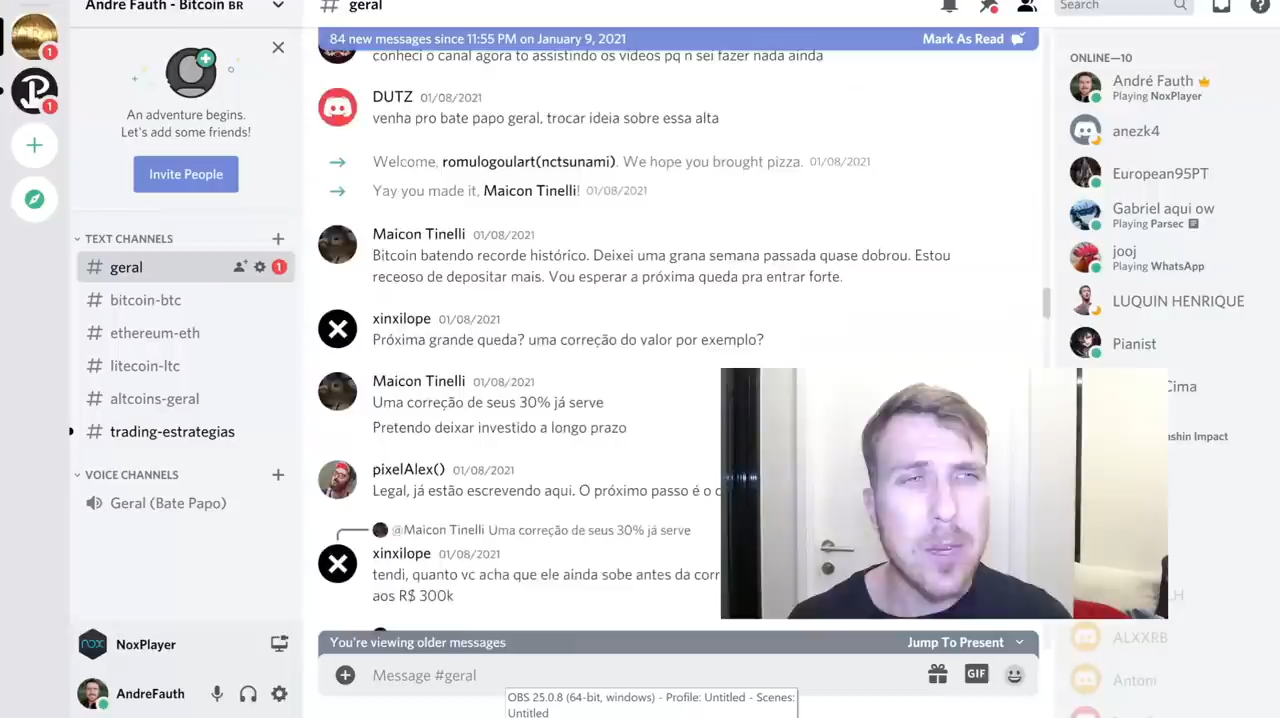 Andre Fauth - Bitcoin BR
geral
Search
1
84 new messages since 11:55 PM on January 9, 2021
Mark As Read
conheci o canal agora to assistindo os videos pq n sei fazer nada ainda
1
An adventure begins.
Let's add some friends!
Invite People
DUTZ 01/08/2021
venha pro bate papo geral, trocar ideia sobre essa alta
Welcome, romulogoulart(nctsunami). We hope you brought pizza. 01/08/2021
Yay you made it, Maicon Tinelli! 01/08/2021
TEXT CHANNELS
geral
1
bitcoin-btc
ethereum-eth
litecoin-ltc
altcoins-geral
trading-estrategias
VOICE CHANNELS
Geral (Bate Papo)
Maicon Tinelli 01/08/2021
Bitcoin batendo recorde histórico. Deixei uma grana semana passada quase dobrou. Estou
receoso de depositar mais. Vou esperar a próxima queda pra entrar forte.
xinxilope 01/08/2021
Próxima grande queda? uma correção do valor por exemplo?
Maicon Tinelli 01/08/2021
Uma correção de seus 30% já serve
Pretendo deixar investido a longo prazo
pixelAlex() 01/08/2021
Legal, já estão escrevendo aqui. O próximo passo é o
@Maicon Tinelli Uma correção de seus 30% já serve
xinxilope 01/08/2021
tendi, quanto vc acha que ele ainda sobe antes da corr
aos R$ 300k
You're viewing older messages
Jump To Present
Message #geral
GIF
OBS 25.0.8 (64-bit, windows) - Profile: Untitled - Scenes:
Untitled
nox
NoxPlayer
AndreFauth
ONLINE—10
André Fauth
Playing NoxPlayer
anezk4
European95PT
Gabriel aqui ow
Playing Parsec
jooj
Playing WhatsApp
LUQUIN HENRIQUE
Pianist
Cima
nshin Impact
ALXXRB
Antoni